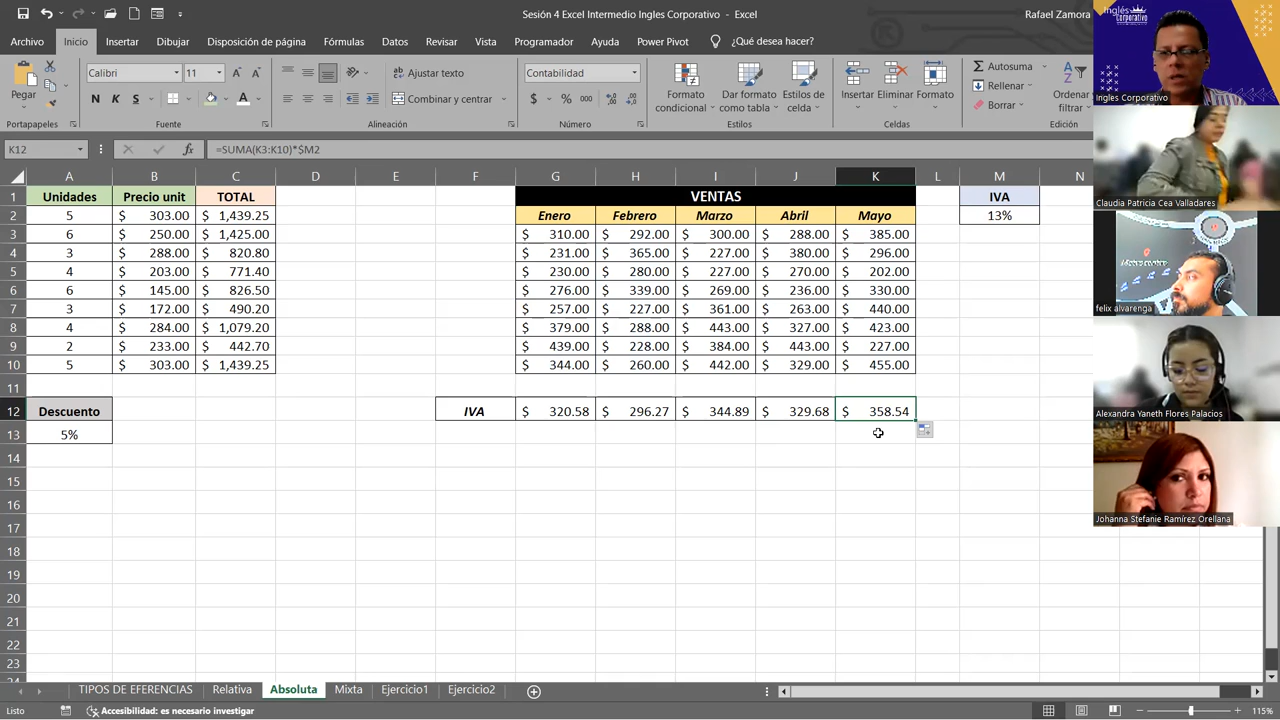 Sesión 4 Excel Intermedio Ingles Corporativo - Excel
Rafael Zamora
Archivo Inicio Insertar Dibujar Disposición de página Fórmulas Datos Revisar Vista Programador Ayuda Power Pivot ¿Qué desea hacer?
Pegar
Calibri 11
N K S
Ajustar texto
Combinar y centrar
Contabilidad
$ % 000
Formato condicional
Dar formato como tabla
Estilos de celda
Insertar Eliminar Formato
Autosuma
Rellenar
Borrar
Ordenar filtrar
Portapapeles Fuente Alineación Número Estilos Celdas Edición
K12 fx =SUMA(K3:K10)*$M2
A B C D E F G H I J K L M N
1 Unidades Precio unit TOTAL VENTAS IVA
2 5 $ 303.00 $ 1,439.25 Enero Febrero Marzo Abril Mayo 13%
3 6 $ 250.00 $ 1,425.00 $ 310.00 $ 292.00 $ 300.00 $ 288.00 $ 385.00
4 3 $ 288.00 $ 820.80 $ 231.00 $ 365.00 $ 227.00 $ 380.00 $ 296.00
5 4 $ 203.00 $ 771.40 $ 230.00 $ 280.00 $ 227.00 $ 270.00 $ 202.00
6 6 $ 145.00 $ 826.50 $ 276.00 $ 339.00 $ 269.00 $ 236.00 $ 330.00
7 3 $ 172.00 $ 490.20 $ 257.00 $ 227.00 $ 361.00 $ 263.00 $ 440.00
8 4 $ 284.00 $ 1,079.20 $ 379.00 $ 288.00 $ 443.00 $ 327.00 $ 423.00
9 2 $ 233.00 $ 442.70 $ 439.00 $ 228.00 $ 384.00 $ 443.00 $ 227.00
10 5 $ 303.00 $ 1,439.25 $ 344.00 $ 260.00 $ 442.00 $ 329.00 $ 455.00
11
12 Descuento IVA $ 320.58 $ 296.27 $ 344.89 $ 329.68 $ 358.54
13 5%
14
15
16
17
18
19
20
21
22
23
TIPOS DE EFERENCIAS Relativa Absoluta Mixta Ejercicio1 Ejercicio2
Listo Accesibilidad: es necesario investigar 115%
Inglés Corporativo
Ingles Corporativo
Claudia Patricia Cea Valladares
felix alvarenga
Alexandra Yaneth Flores Palacios
Johanna Stefanie Ramírez Orellana